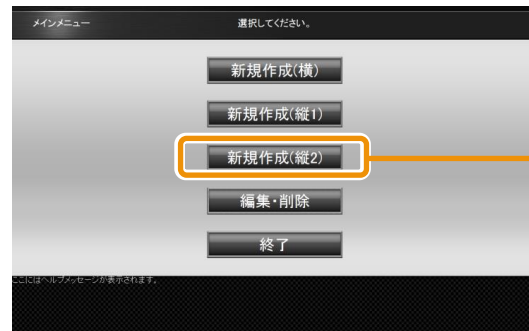 メインメニュー
選択してください。
新規作成(横)
新規作成(縦1)
新規作成(縦2)
編集・削除
終了
ここにはヘルプメッセージが表示されます。